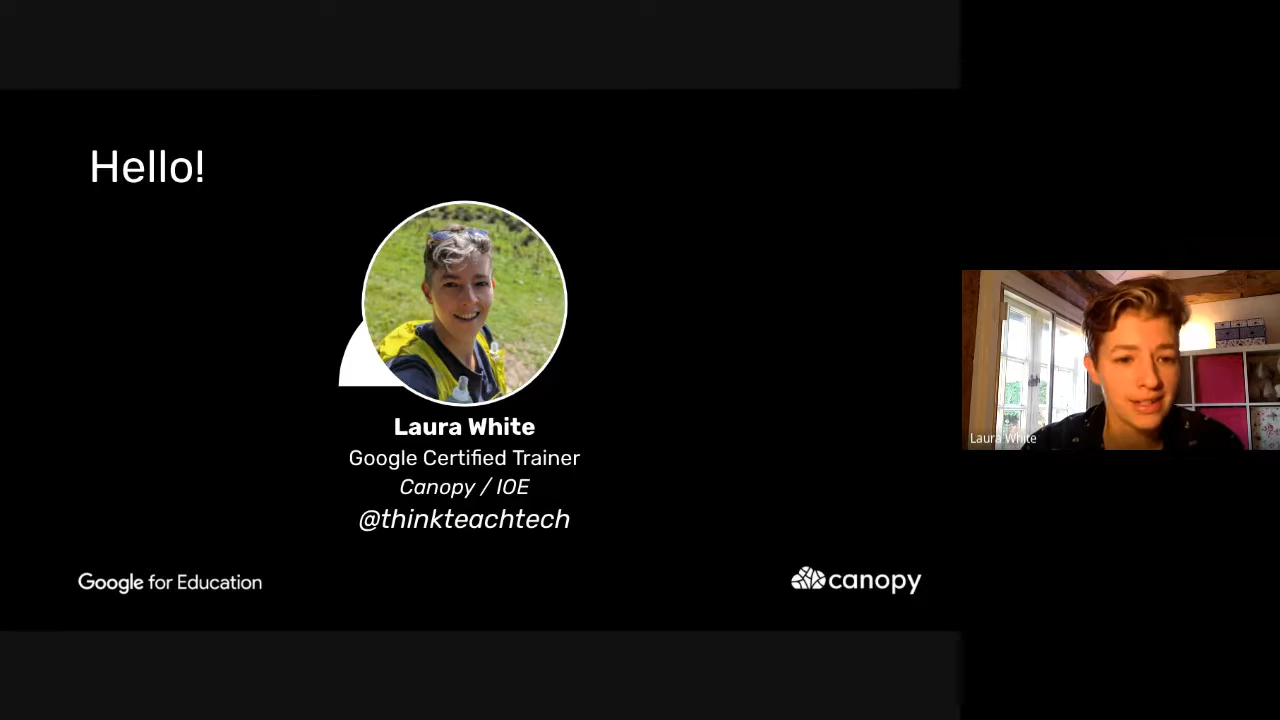 Hello!
Laura White
Google Certified Trainer
Canopy / IOE
@thinkteachtech
Google for Education
canopy
Laura White